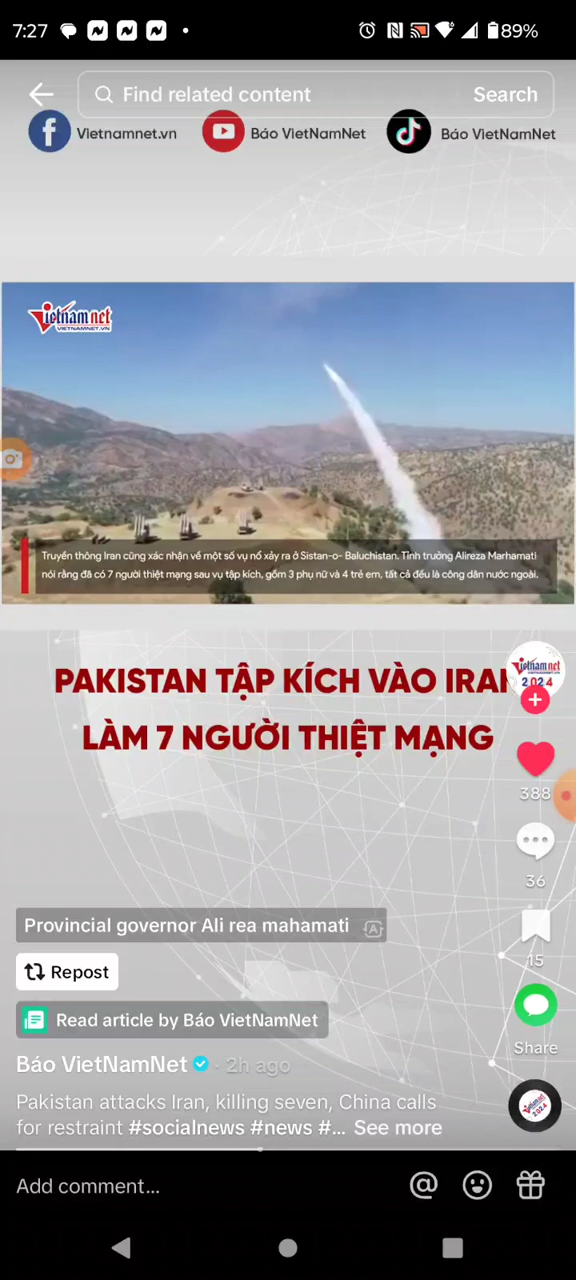 7:27
89%
Find related content
Search
Vietnamnet.vn
Báo VietNamNet
Báo VietNamNet
Vietnamnet
VIETNAMNET.VN
Truyền thông Iran cũng xác nhận về một số vụ nổ xảy ra ở Sistan-o- Baluchistan. Tỉnh trưởng Alireza Marhamati
nói rằng đã có 7 người thiệt mạng sau vụ tập kích, gồm 3 phụ nữ và 4 trẻ em, tất cả đều là công dân nước ngoài.
PAKISTAN TẬP KÍCH VÀO IRAN
LÀM 7 NGƯỜI THIỆT MẠNG
Vietnamnet
2024
388
36
Provincial governor Ali rea mahamati
Repost
15
Read article by Báo VietNamNet
Share
Báo VietNamNet · 2h ago
Pakistan attacks Iran, killing seven, China calls
for restraint #socialnews #news #... See more
Add comment...